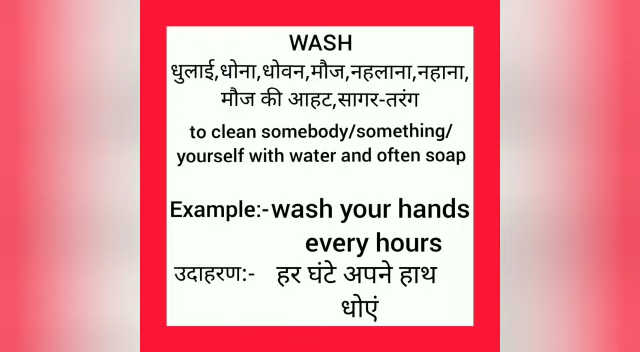 WASH
धुलाई,धोना,धोवन,मौज,नहलाना,नहाना,
मौज की आहट,सागर-तरंग
to clean somebody/something/
yourself with water and often soap
Example:-wash your hands
every hours
उदाहरण:- हर घंटे अपने हाथ
धोएं